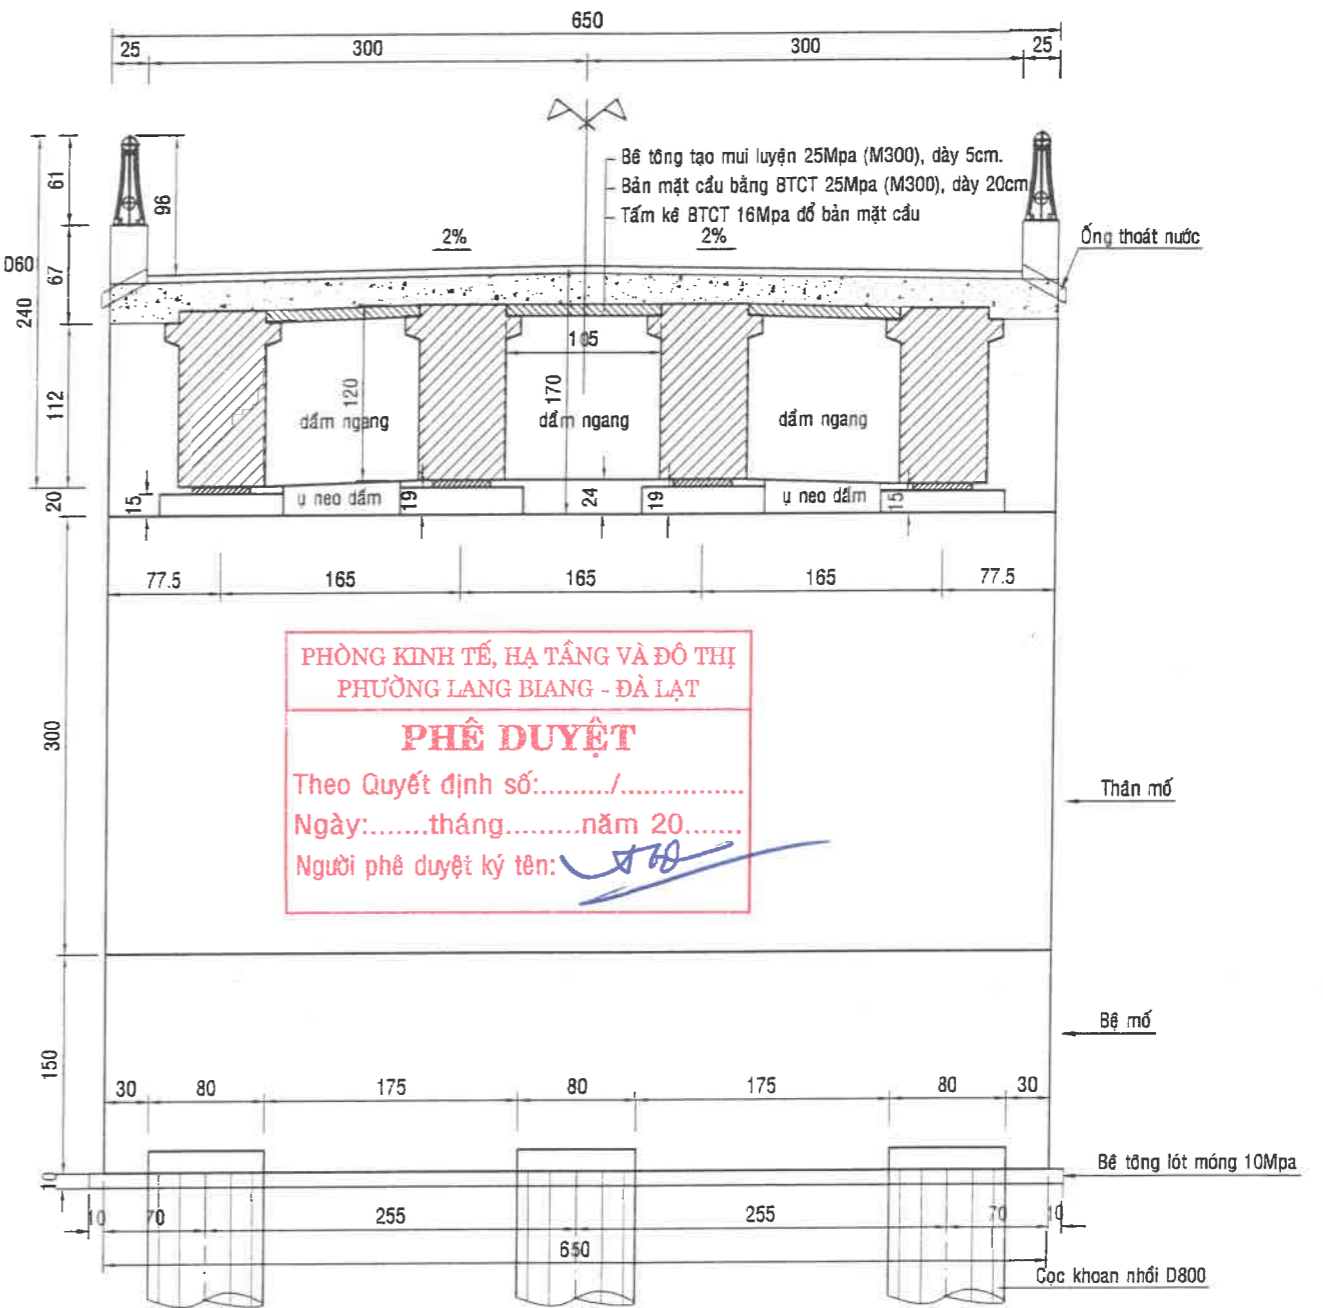 650
25 300 300 25
Bê tông tạo mui luyện 25Mpa (M300), dày 5cm.
Bản mặt cầu bằng BTCT 25Mpa (M300), dày 20cm
Tấm kê BTCT 16Mpa đổ bản mặt cầu
61
96
2% 2%
Ống thoát nước
060
240
67
105
112
120
170
dầm ngang dầm ngang dầm ngang
20
15
ụ neo dầm
19
24
19
ụ neo dầm
15
77.5 165 165 165 77.5
PHÒNG KINH TẾ, HẠ TẦNG VÀ ĐÔ THỊ
PHƯỜNG LANG BIANG - ĐÀ LẠT
PHÊ DUYỆT
Theo Quyết định số:........./...............
Ngày:.......tháng.........năm 20.......
Người phê duyệt ký tên:
300
Thân mố
Bệ mố
150
30 80 175 80 175 80 30
Bê tông lót móng 10Mpa
10
10 70 255 255 70 10
650
Cọc khoan nhồi D800